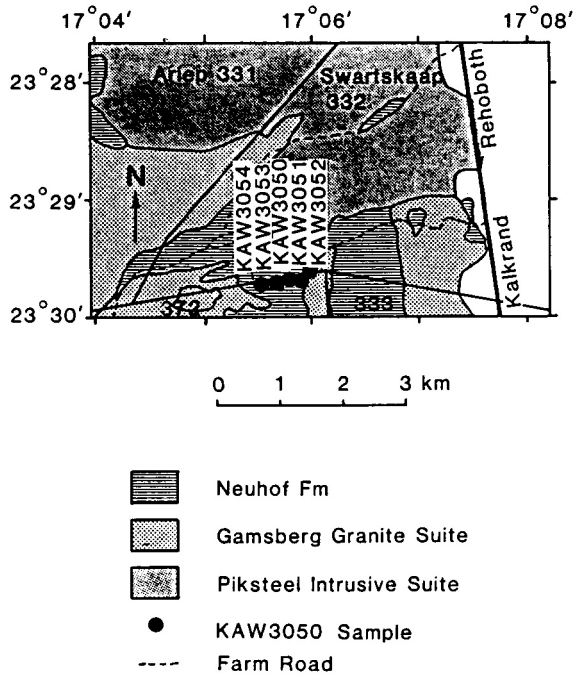 17°04′ 17°06′ 17°08′
23°28′
Arieb 331
Swartskaap
332
Rehoboth
N
KAW3054
KAW3053
KAW3050
KAW3051
KAW3052
23°29′
Kalkrand
372
333
23°30′
0 1 2 3 km
Neuhof Fm
Gamsberg Granite Suite
Piksteel Intrusive Suite
KAW3050 Sample
Farm Road